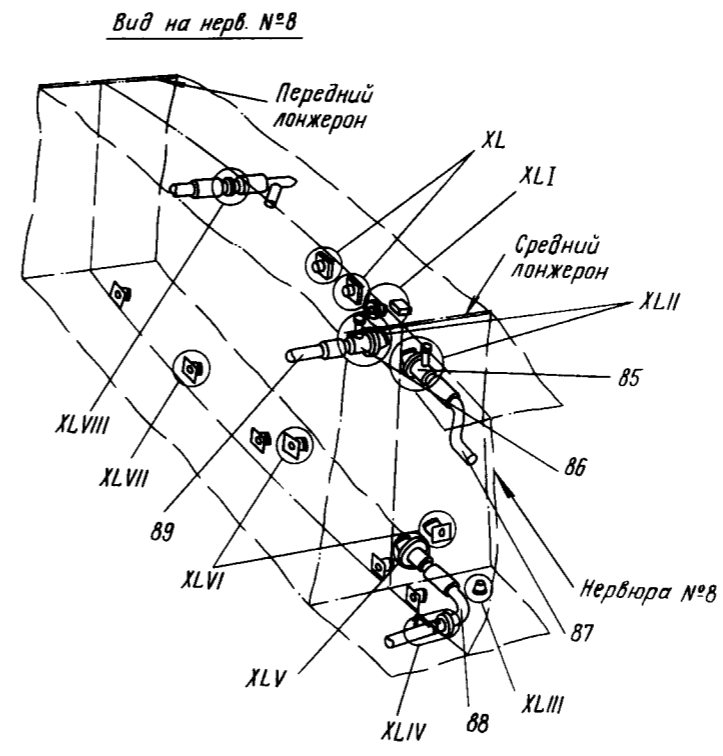 Вид на нерв. №8
Передний
лонжерон
XL
XLI
Средний
лонжерон
XLII
85
86
XLVIII
XLVII
89
XLVI
Нервюра №8
87
XLV
XLIII
XLIV
88